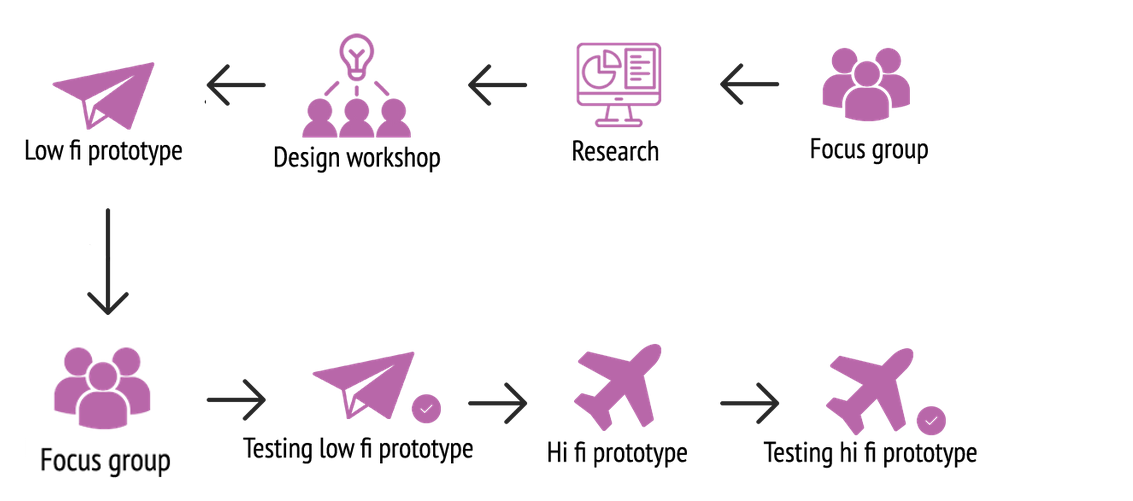 Low fi prototype
Design workshop
Research
Focus group
Focus group
Testing low fi prototype
Hi fi prototype
Testing hi fi prototype